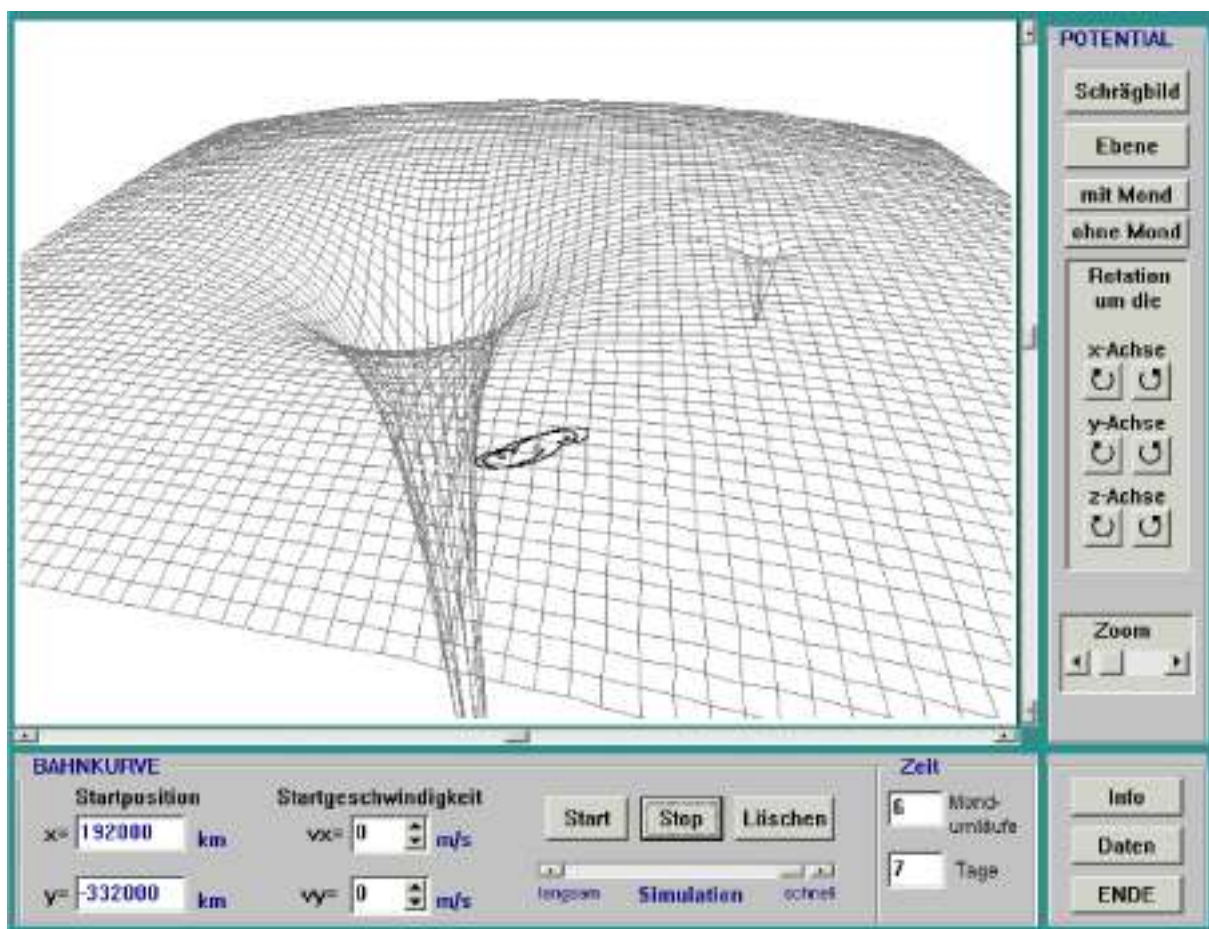 POTENTIAL
Schrägbild
Ebene
mit Mond
ohne Mond
Rotation
um die
x-Achse
y-Achse
z-Achse
Zoom
BAHNKURVE
Startposition
x= 192000 km
y= -332000 km
Startgeschwindigkeit
vx= 0 m/s
vy= 0 m/s
Start
Stop
Löschen
langsam Simulation schnell
Zeit
6 Mond-
umläufe
7 Tage
Info
Daten
ENDE